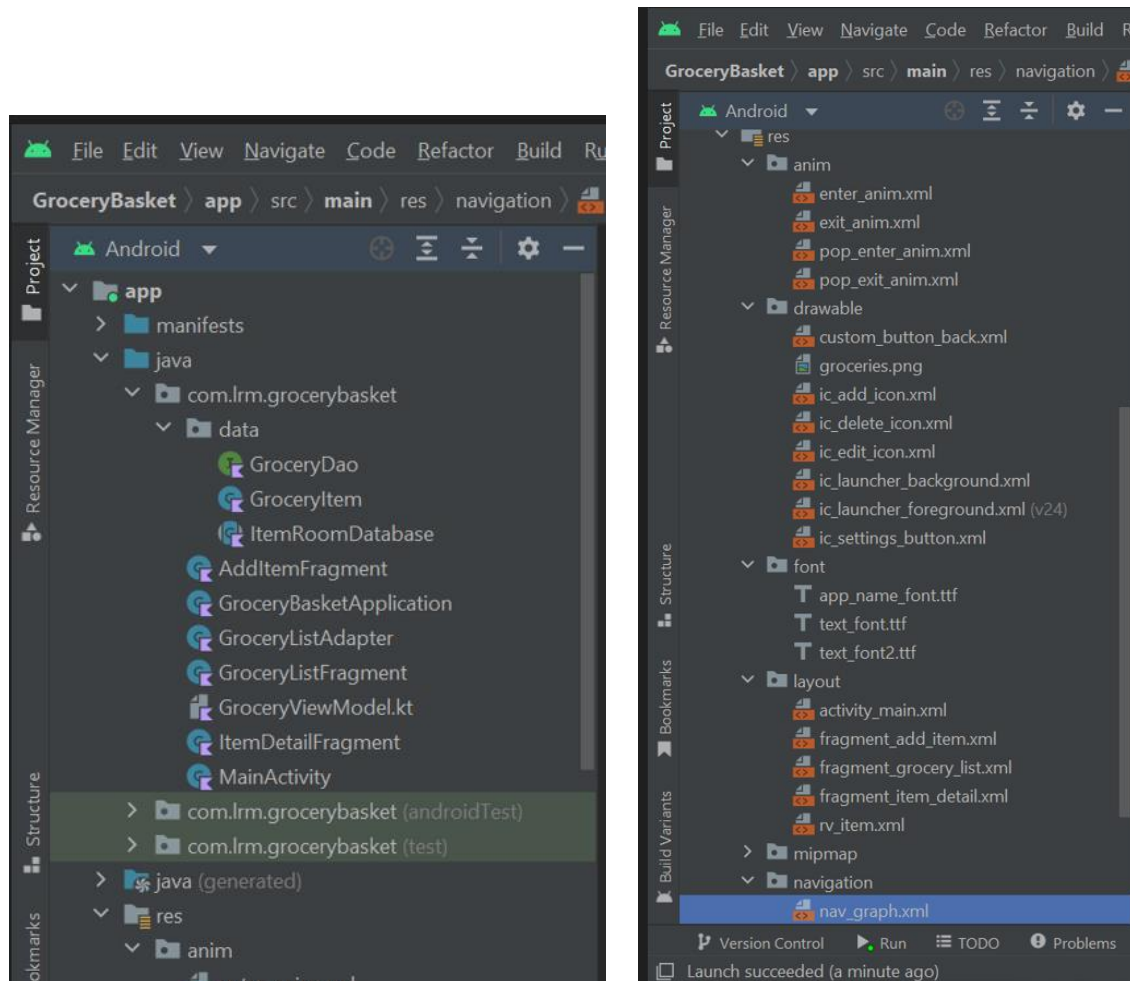 File Edit View Navigate Code Refactor Build Ru
GroceryBasket app src main res navigation
Android
app
manifests
java
com.lrm.grocerybasket
data
GroceryDao
GroceryItem
ItemRoomDatabase
AddItemFragment
GroceryBasketApplication
GroceryListAdapter
GroceryListFragment
GroceryViewModel.kt
ItemDetailFragment
MainActivity
com.lrm.grocerybasket (androidTest)
com.lrm.grocerybasket (test)
java (generated)
res
anim
Project
Resource Manager
Structure
okmarks
File Edit View Navigate Code Refactor Build R
GroceryBasket app src main res navigation
Android
res
anim
enter_anim.xml
exit_anim.xml
pop_enter_anim.xml
pop_exit_anim.xml
drawable
custom_button_back.xml
groceries.png
ic_add_icon.xml
ic_delete_icon.xml
ic_edit_icon.xml
ic_launcher_background.xml
ic_launcher_foreground.xml (v24)
ic_settings_button.xml
font
app_name_font.ttf
text_font.ttf
text_font2.ttf
layout
activity_main.xml
fragment_add_item.xml
fragment_grocery_list.xml
fragment_item_detail.xml
rv_item.xml
mipmap
navigation
nav_graph.xml
Project
Resource Manager
Structure
Bookmarks
Build Variants
Version Control Run TODO Problems
Launch succeeded (a minute ago)